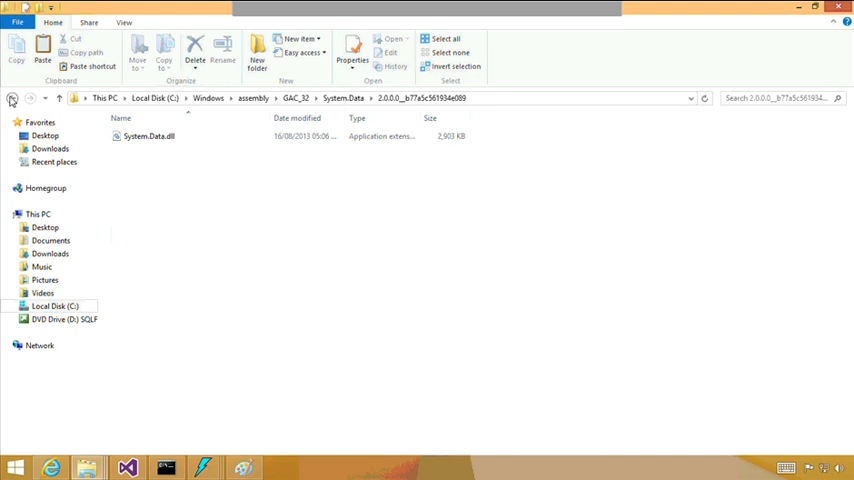 File Home Share View
Copy
Paste
Cut
Copy path
Paste shortcut
Clipboard
Move to
Copy to
Delete
Rename
Organize
New folder
New item
Easy access
New
Properties
Open
Edit
History
Open
Select all
Select none
Invert selection
Select
This PC Local Disk (C:) Windows assembly GAC_32 System.Data 2.0.0.0__b77a5c561934e089
Search 2.0.0.0__b77a5c561934...
Name Date modified Type Size
System.Data.dll 16/08/2013 05:06 ... Application extens... 2,903 KB
Favorites
Desktop
Downloads
Recent places
Homegroup
This PC
Desktop
Documents
Downloads
Music
Pictures
Videos
Local Disk (C:)
DVD Drive (D:) SQLF
Network